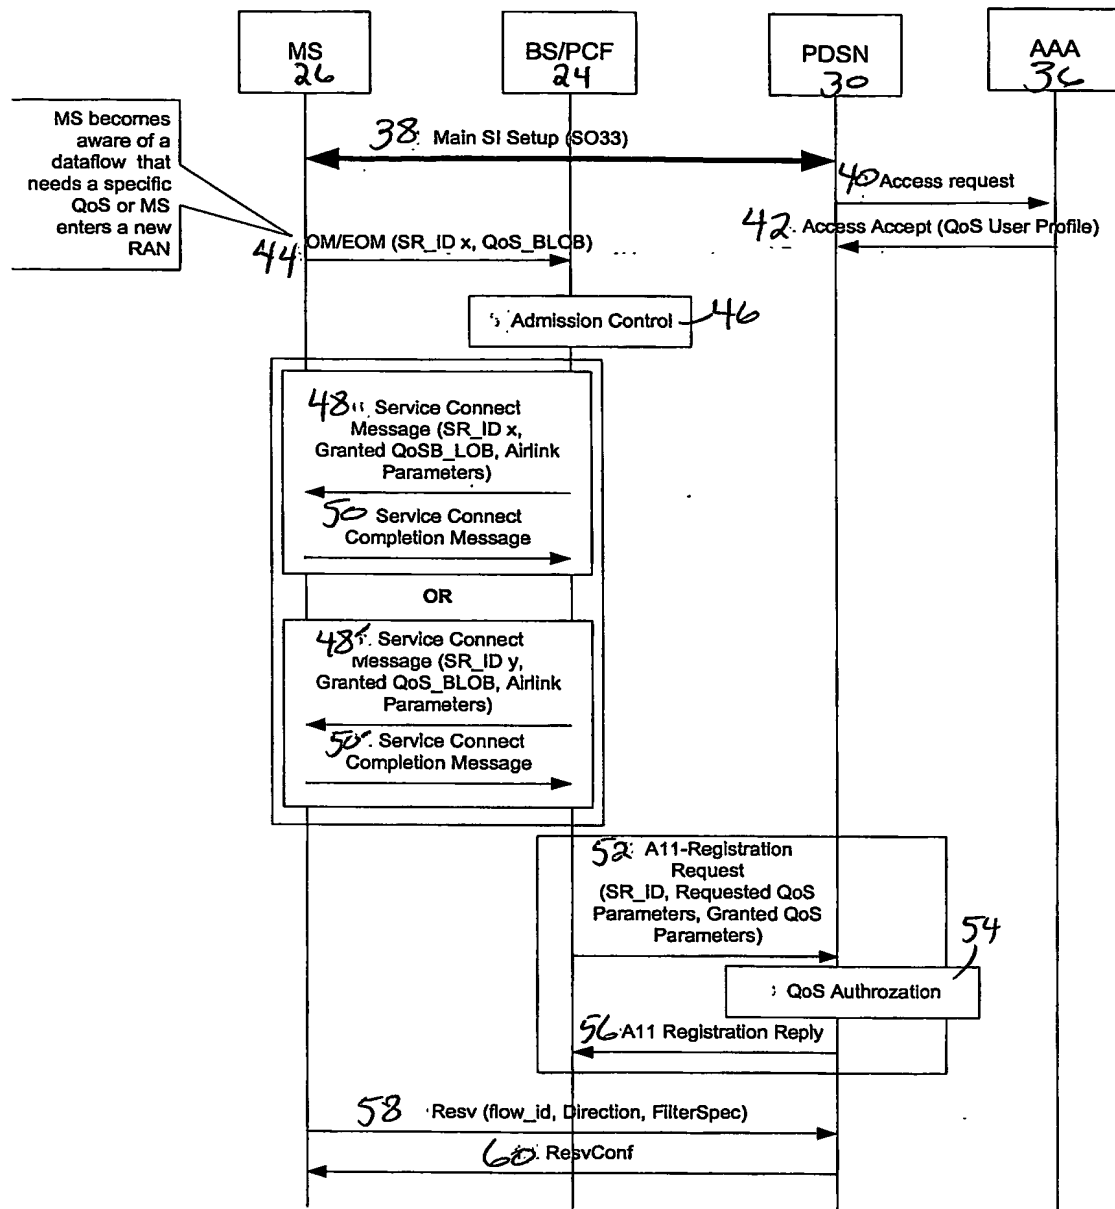 MS
26
BS/PCF
24
PDSN
30
AAA
36
MS becomes
aware of a
dataflow that
needs a specific
QoS or MS
enters a new
RAN
38 Main SI Setup (SO33)
40 Access request
42 Access Accept (QoS User Profile)
44 OM/EOM (SR_ID x, QoS_BLOB)
Admission Control 46
48 Service Connect
Message (SR_ID x,
Granted QoSB_LOB, Airlink
Parameters)
50 Service Connect
Completion Message
OR
48' Service Connect
Message (SR_ID y,
Granted QoS_BLOB, Airlink
Parameters)
50' Service Connect
Completion Message
52 A11-Registration
Request
(SR_ID, Requested QoS
Parameters, Granted QoS
Parameters)
54
QoS Authrozation
56 A11 Registration Reply
58 Resv (flow_id, Direction, FilterSpec)
60 ResvConf